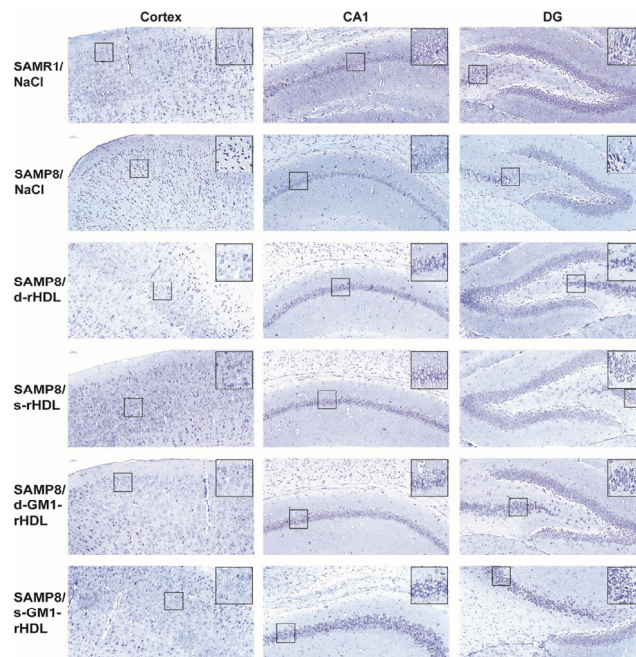 Cortex CA1 DG
SAMR1/
NaCl
SAMP8/
NaCl
SAMP8/
d-rHDL
SAMP8/
s-rHDL
SAMP8/
d-GM1-
rHDL
SAMP8/
s-GM1-
rHDL